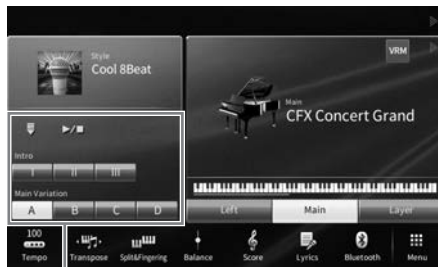 Style
Cool 8Beat
VRM
Main
CFX Concert Grand
Intro
I II III
Main Variation
A B C D
Left Main Layer
100
Tempo Transpose Split&Fingering Balance Score Lyrics Bluetooth Menu